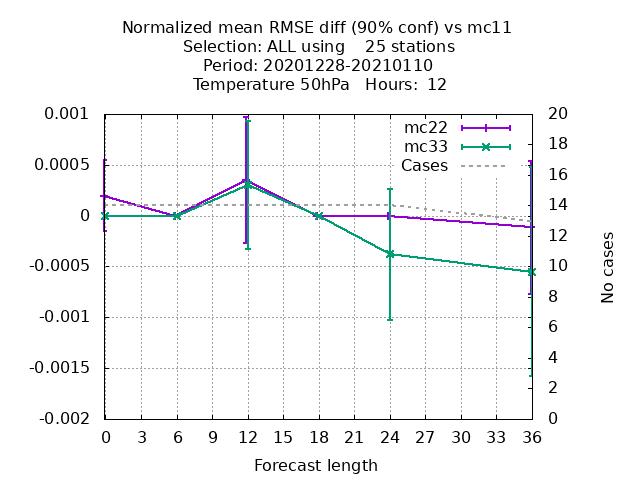 Normalized mean RMSE diff (90% conf) vs mc11
Selection: ALL using    25 stations
Period: 20201228-20210110
Temperature 50hPa   Hours:  12
0.001
0.0005
0
-0.0005
-0.001
-0.0015
-0.002
mc22
mc33
Cases
20
18
16
14
12
10
8
6
4
2
0
No cases
0 3 6 9 12 15 18 21 24 27 30 33 36
Forecast length